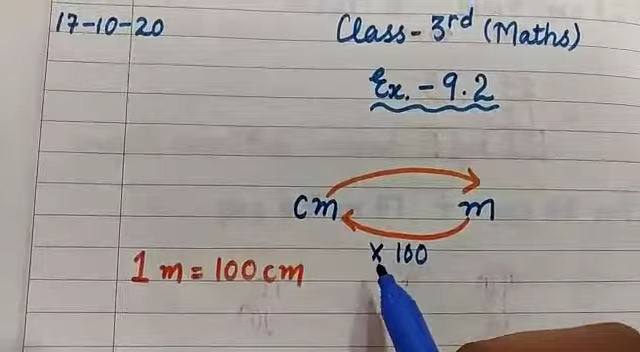 17-10-20
Class - 3rd (Maths)
Ex. - 9.2
cm m
x 100
1 m = 100 cm